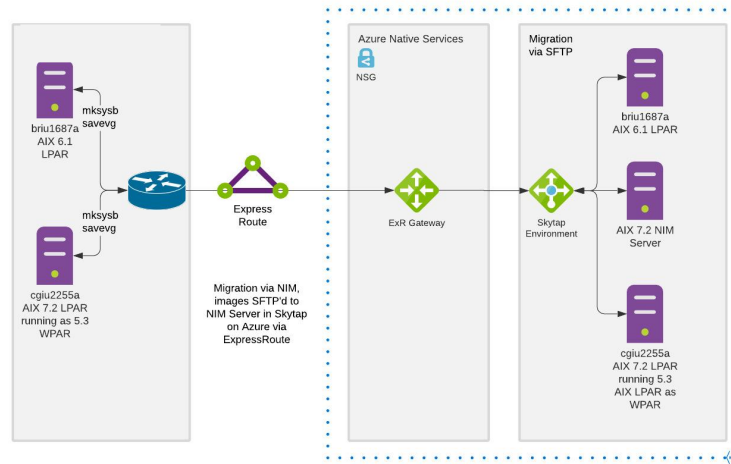 mksysb
savevg
briu1687a
AIX 6.1
LPAR
mksysb
savevg
cgiu2255a
AIX 7.2 LPAR
running as 5.3
WPAR
Express
Route
Migration via NIM,
images SFTP'd to
NIM Server in Skytap
on Azure via
ExpressRoute
Azure Native Services
NSG
ExR Gateway
Migration
via SFTP
Skytap
Environment
briu1687a
AIX 6.1 LPAR
AIX 7.2 NIM
Server
cgiu2255a
AIX 7.2 LPAR
running 5.3
AIX LPAR as
WPAR